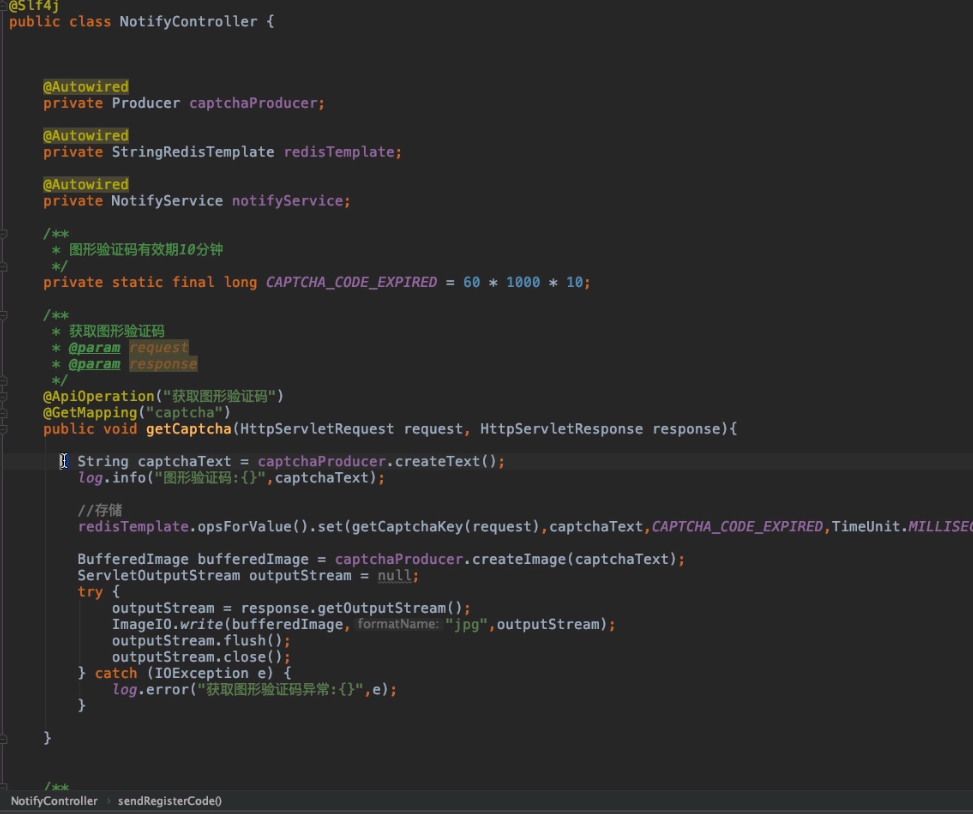 @Slf4j
public class NotifyController {
@Autowired
private Producer captchaProducer;
@Autowired
private StringRedisTemplate redisTemplate;
@Autowired
private NotifyService notifyService;
/**
* 图形验证码有效期10分钟
*/
private static final long CAPTCHA_CODE_EXPIRED = 60 * 1000 * 10;
/**
* 获取图形验证码
* @param request
* @param response
*/
@ApiOperation("获取图形验证码")
@GetMapping("captcha")
public void getCaptcha(HttpServletRequest request, HttpServletResponse response){
String captchaText = captchaProducer.createText();
log.info("图形验证码:{}",captchaText);
//存储
redisTemplate.opsForValue().set(getCaptchaKey(request),captchaText,CAPTCHA_CODE_EXPIRED,TimeUnit.MILLISEC
BufferedImage bufferedImage = captchaProducer.createImage(captchaText);
ServletOutputStream outputStream = null;
try {
outputStream = response.getOutputStream();
ImageIO.write(bufferedImage, formatName: "jpg",outputStream);
outputStream.flush();
outputStream.close();
} catch (IOException e) {
log.error("获取图形验证码异常:{}",e);
}
}
/**
NotifyController › sendRegisterCode()